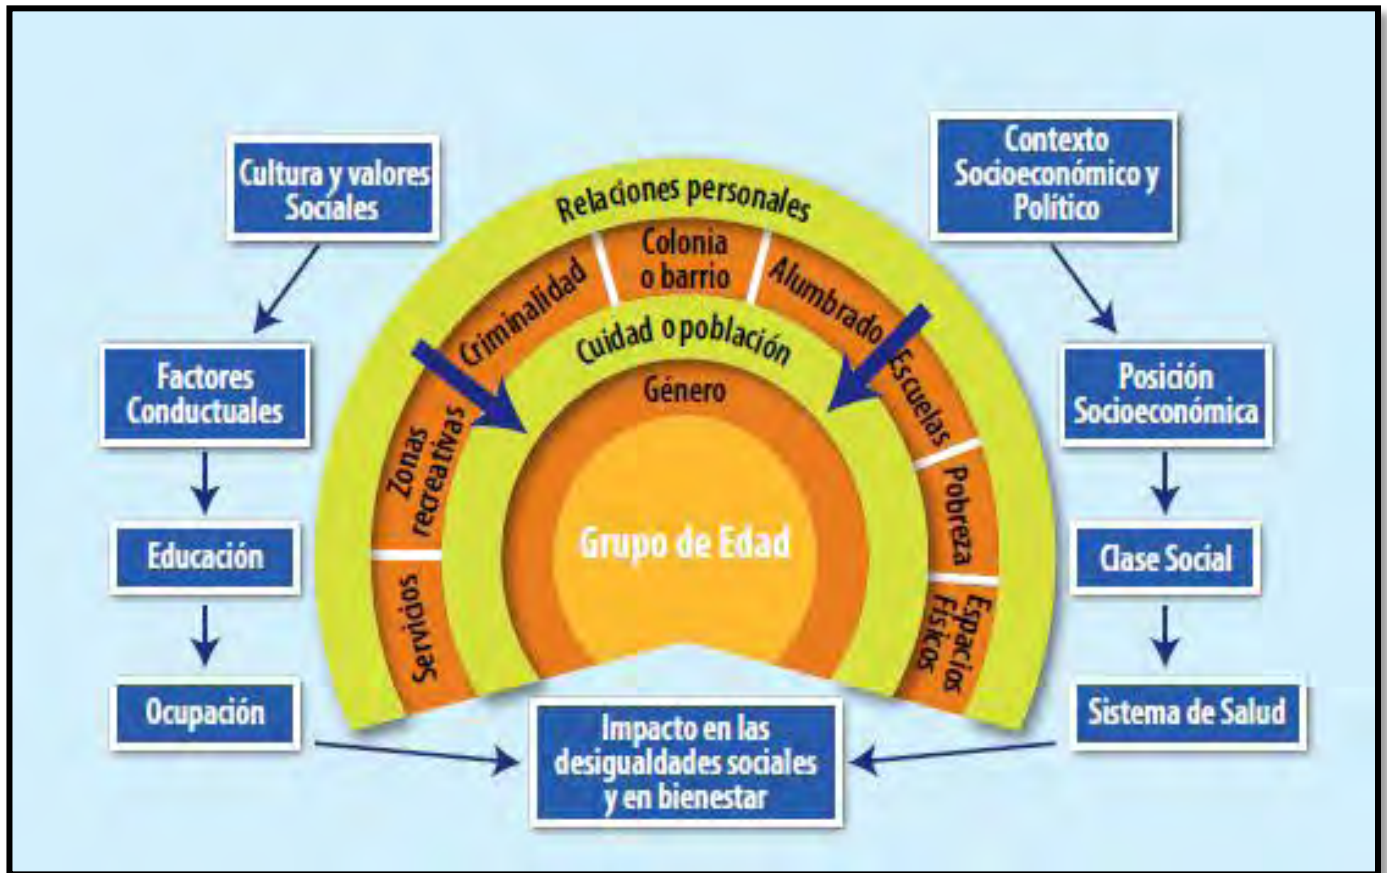 Cultura y valores
Sociales
Factores
Conductuales
Educación
Ocupación
Relaciones personales
Servicios
Zonas
recreativas
Criminalidad
Colonia
o barrio
Alumbrado
Escuelas
Pobreza
Espacios
Físicos
Cuidad o población
Género
Grupo de Edad
Contexto
Socioeconómico y
Político
Posición
Socioeconómica
Clase Social
Sistema de Salud
Impacto en las
desigualdades sociales
y en bienestar